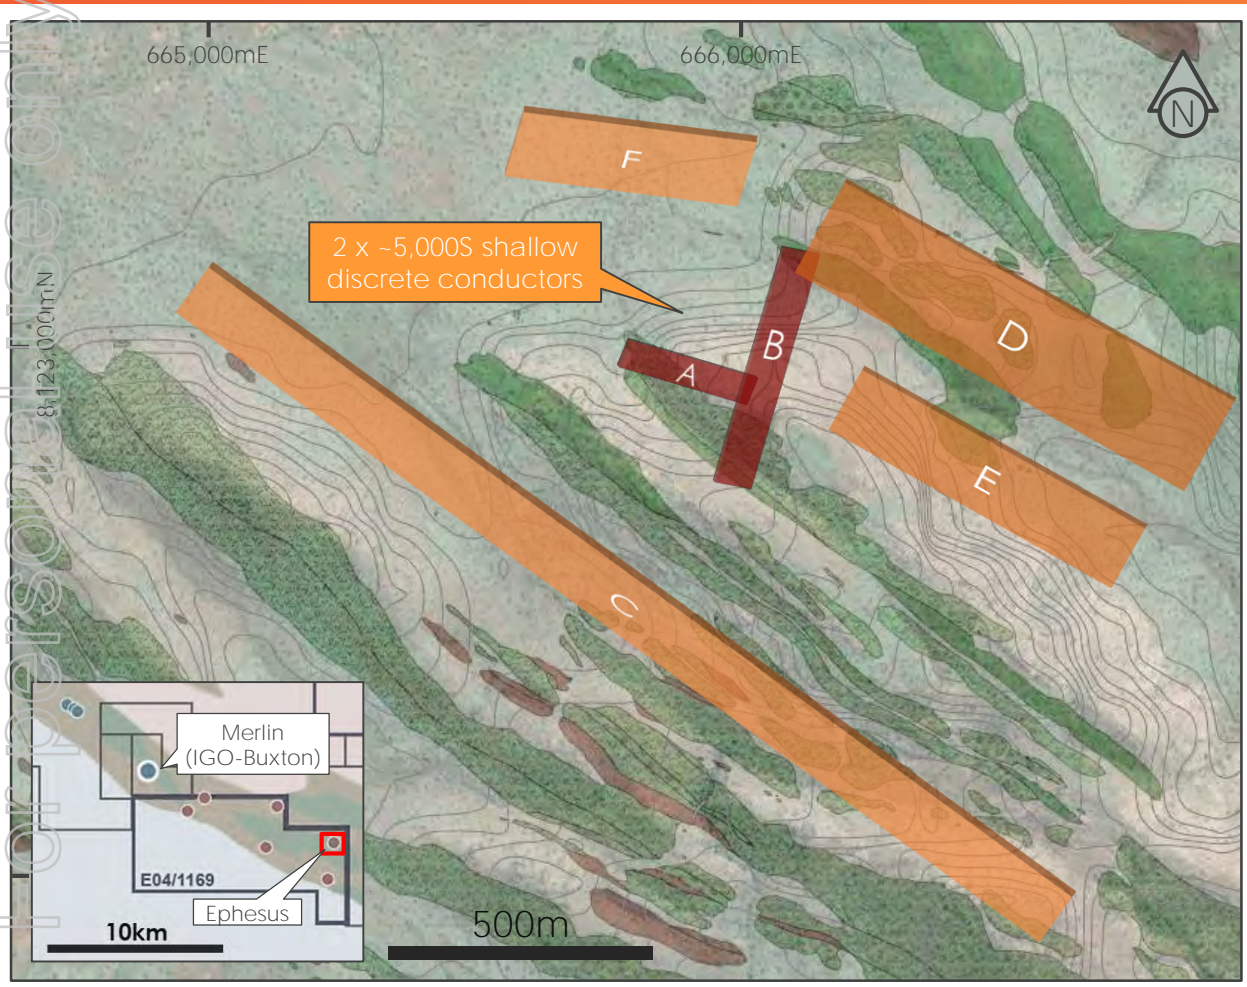 665,000mE
666,000mE
N
F
2 x ~5,000S shallow
discrete conductors
8,123,000mN
B
D
A
E
C
Merlin
(IGO-Buxton)
E04/1169
Ephesus
10km
500m
For personal use only